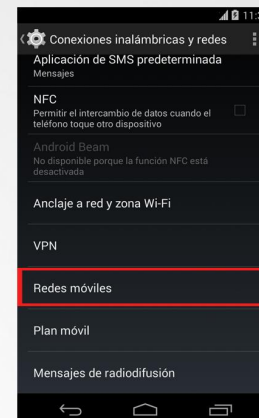 11:
Conexiones inalámbricas y redes
Aplicación de SMS predeterminada
Mensajes
NFC
Permitir el intercambio de datos cuando el
teléfono toque otro dispositivo
Android Beam
No disponible porque la función NFC está
desactivada
Anclaje a red y zona Wi-Fi
VPN
Redes móviles
Plan móvil
Mensajes de radiodifusión